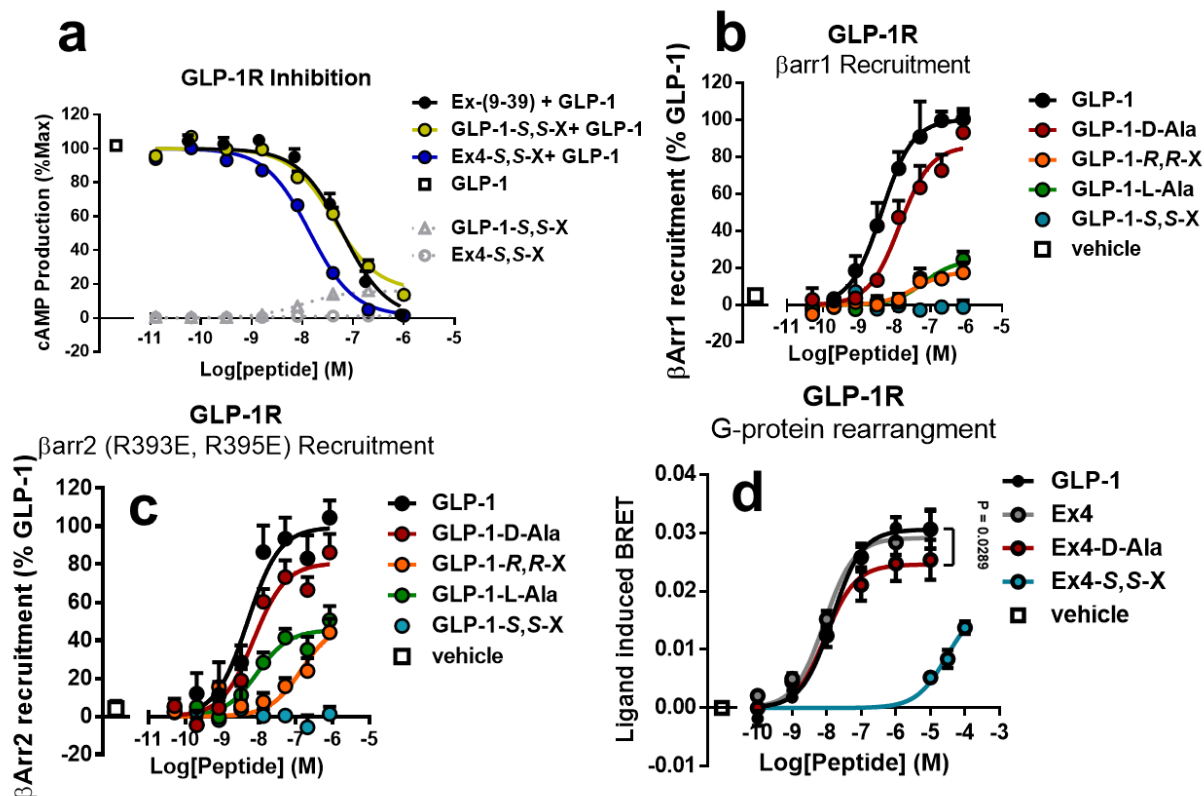 a
GLP-1R Inhibition
cAMP Production (%Max)
120
100
80
60
40
20
0
-20
-11 -10 -9 -8 -7 -6 -5
Log[peptide] (M)
Ex-(9-39) + GLP-1
GLP-1-S,S-X+ GLP-1
Ex4-S,S-X+ GLP-1
GLP-1
GLP-1-S,S-X
Ex4-S,S-X
b
GLP-1R
βarr1 Recruitment
βArr1 recruitment (% GLP-1)
120
100
80
60
40
20
0
-20
-11 -10 -9 -8 -7 -6 -5
Log[Peptide] (M)
GLP-1
GLP-1-D-Ala
GLP-1-R,R-X
GLP-1-L-Ala
GLP-1-S,S-X
vehicle
GLP-1R
βarr2 (R393E, R395E) Recruitment
c
βArr2 recruitment (% GLP-1)
120
100
80
60
40
20
0
-20
-11 -10 -9 -8 -7 -6 -5
Log[Peptide] (M)
GLP-1
GLP-1-D-Ala
GLP-1-R,R-X
GLP-1-L-Ala
GLP-1-S,S-X
vehicle
GLP-1R
G-protein rearrangment
d
Ligand induced BRET
0.04
0.03
0.02
0.01
0.00
-0.01
-10 -9 -8 -7 -6 -5 -4 -3
Log[Peptide] (M)
P = 0.0289
GLP-1
Ex4
Ex4-D-Ala
Ex4-S,S-X
vehicle